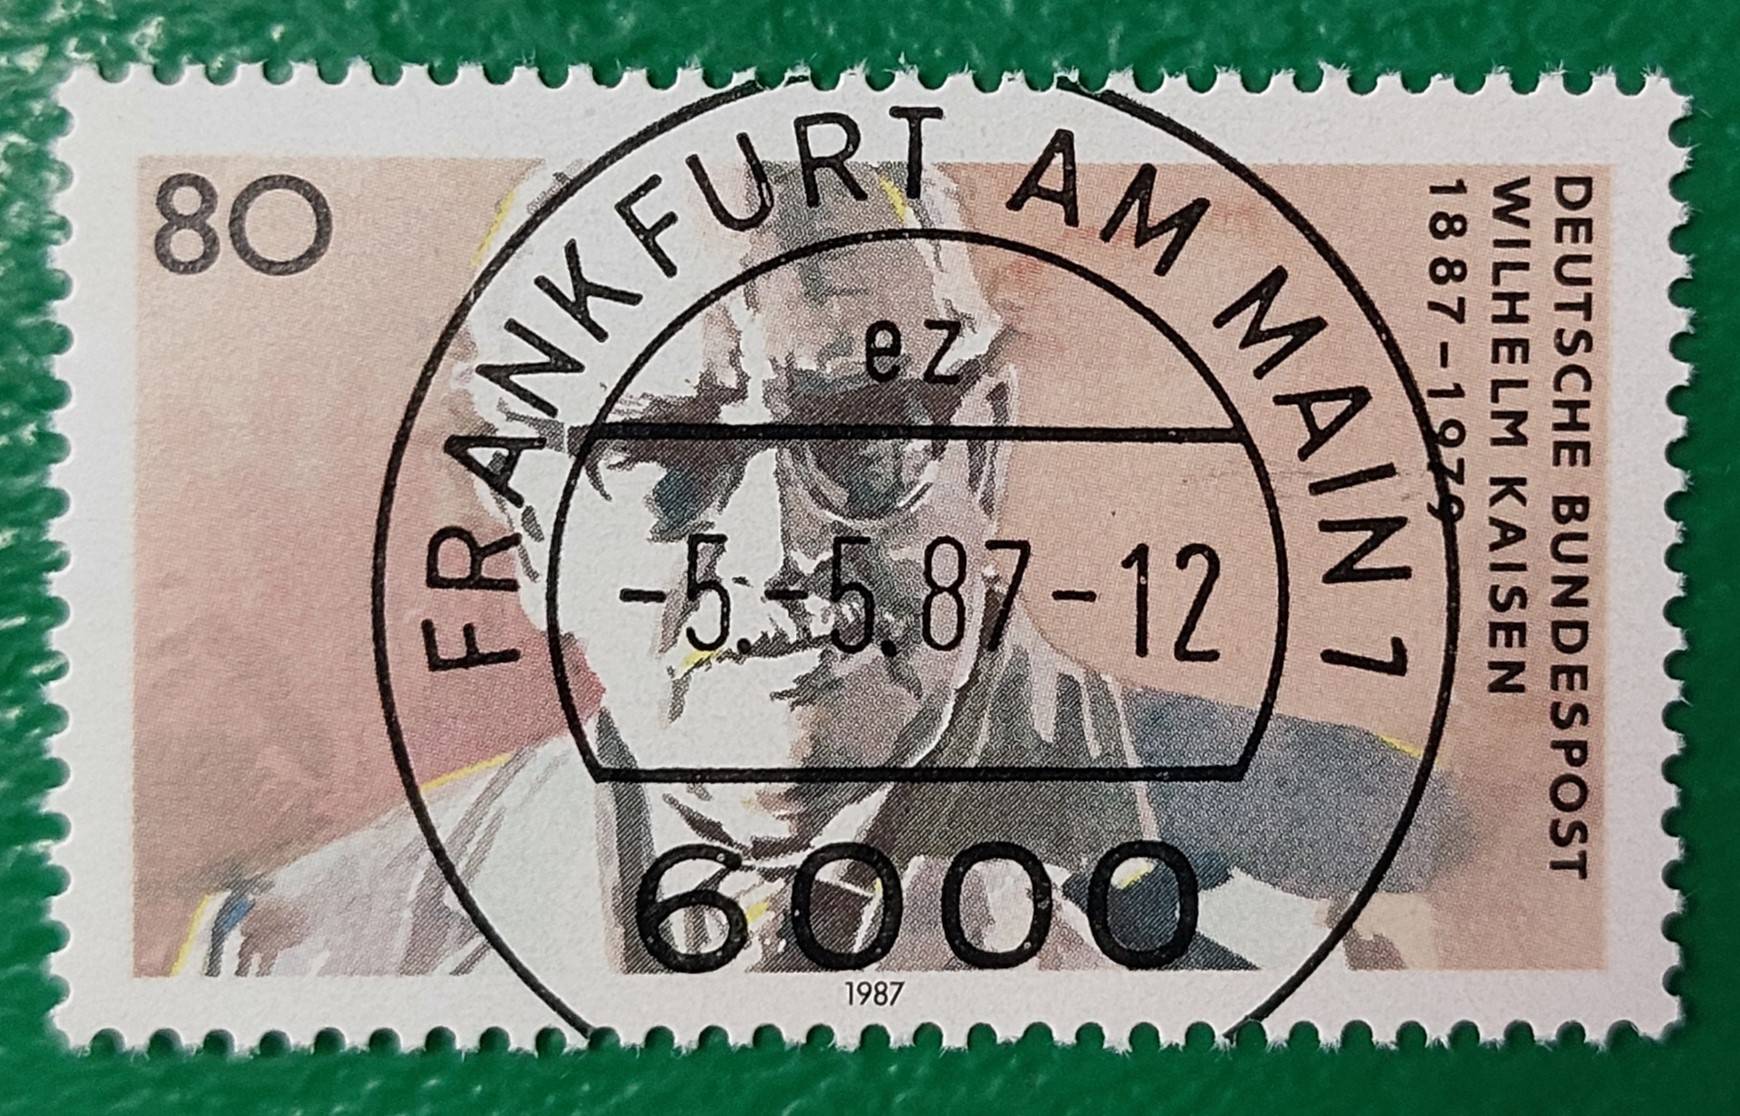 80
DEUTSCHE BUNDESPOST
WILHELM KAISEN
1887-1979
FRANKFURT AM MAIN 1
ez
-5.-5.87-12
6000
1987